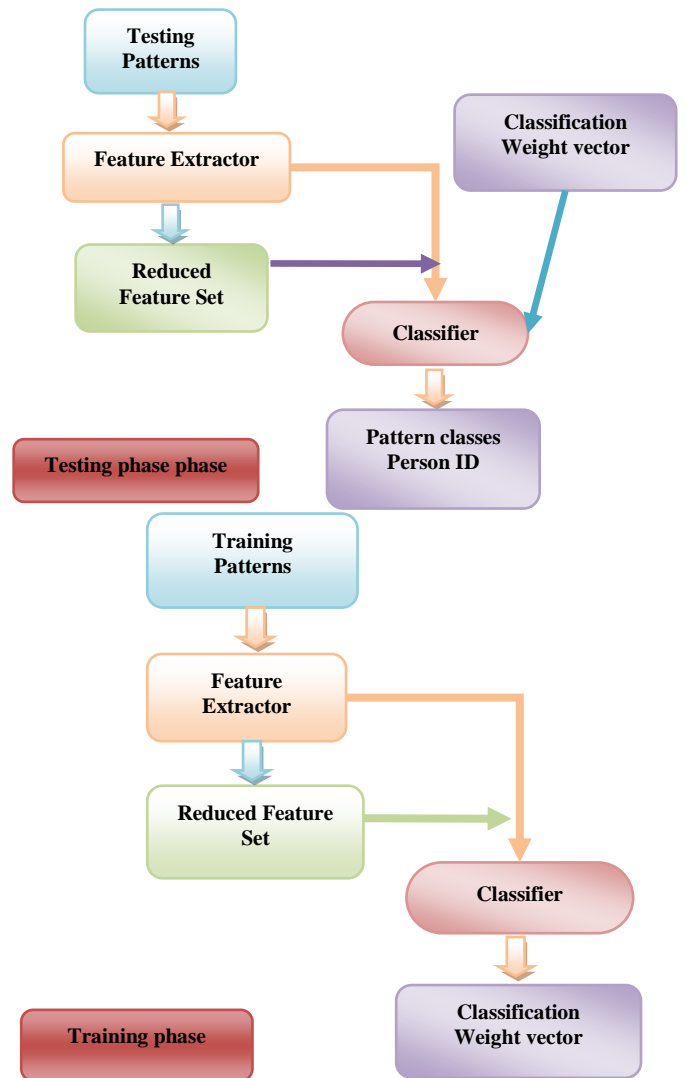 Testing
Patterns
Classification
Weight vector
Feature Extractor
Reduced
Feature Set
Classifier
Pattern classes
Person ID
Testing phase phase
Training
Patterns
Feature
Extractor
Reduced Feature
Set
Classifier
Classification
Weight vector
Training phase